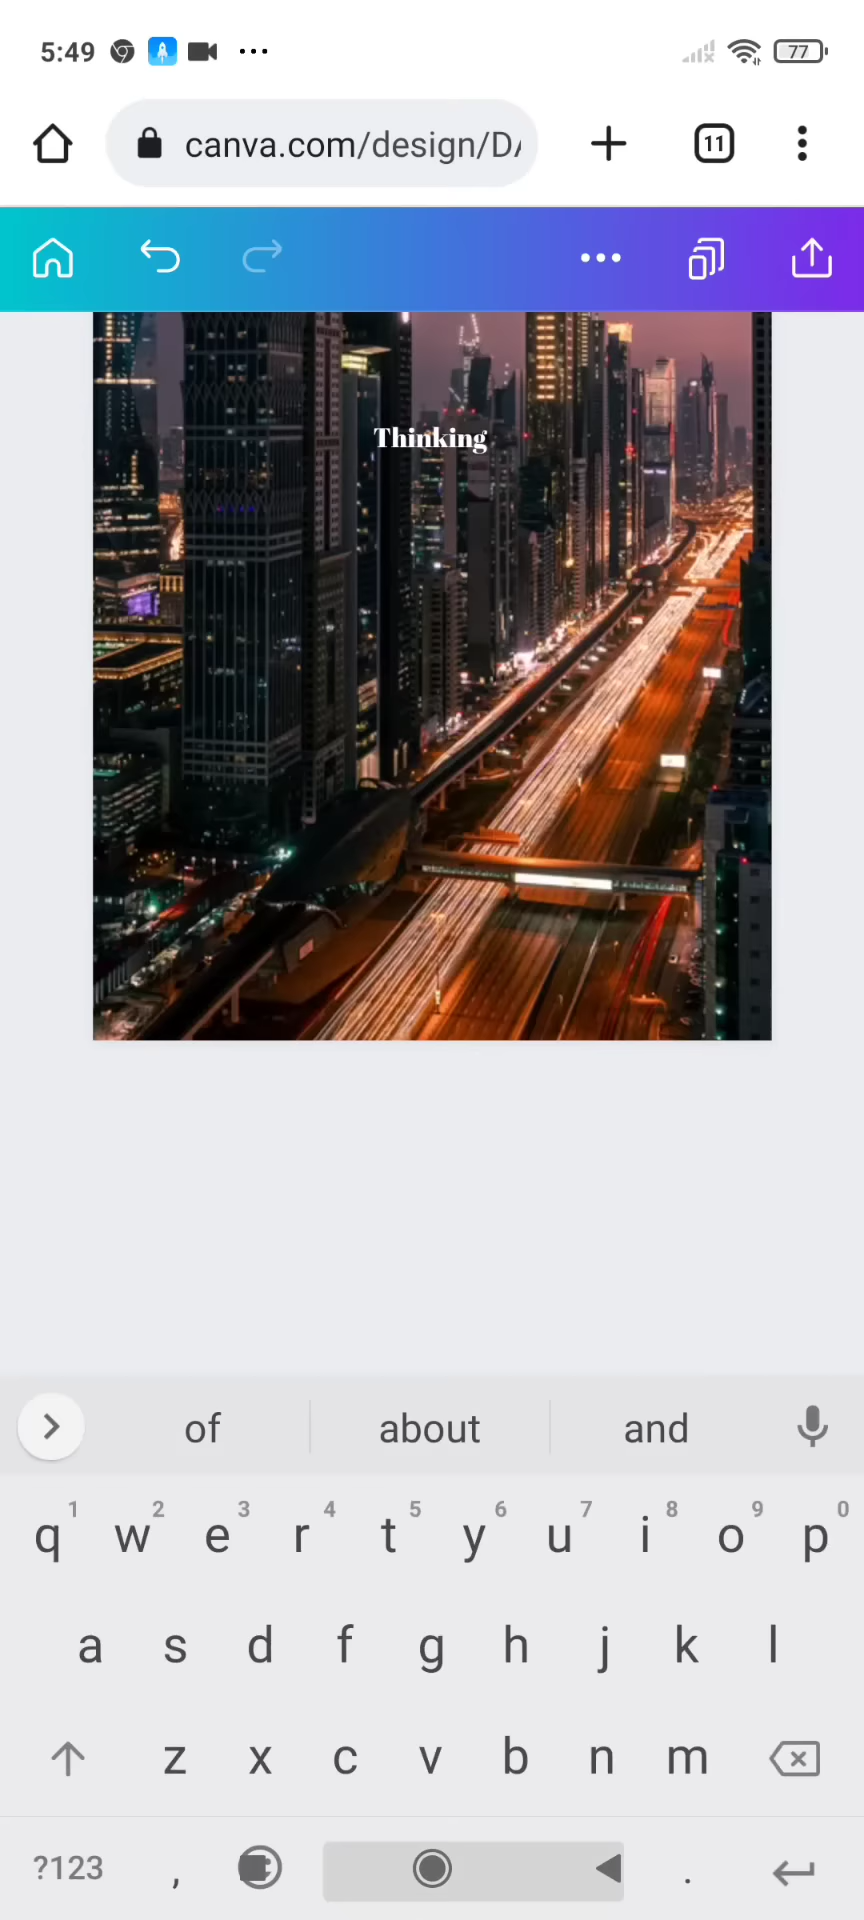 5:49
77
canva.com/design/DA
11
Thinking
of about and
1 2 3 4 5 6 7 8 9 0
q w e r t y u i o p
a s d f g h j k l
z x c v b n m
?123 , .